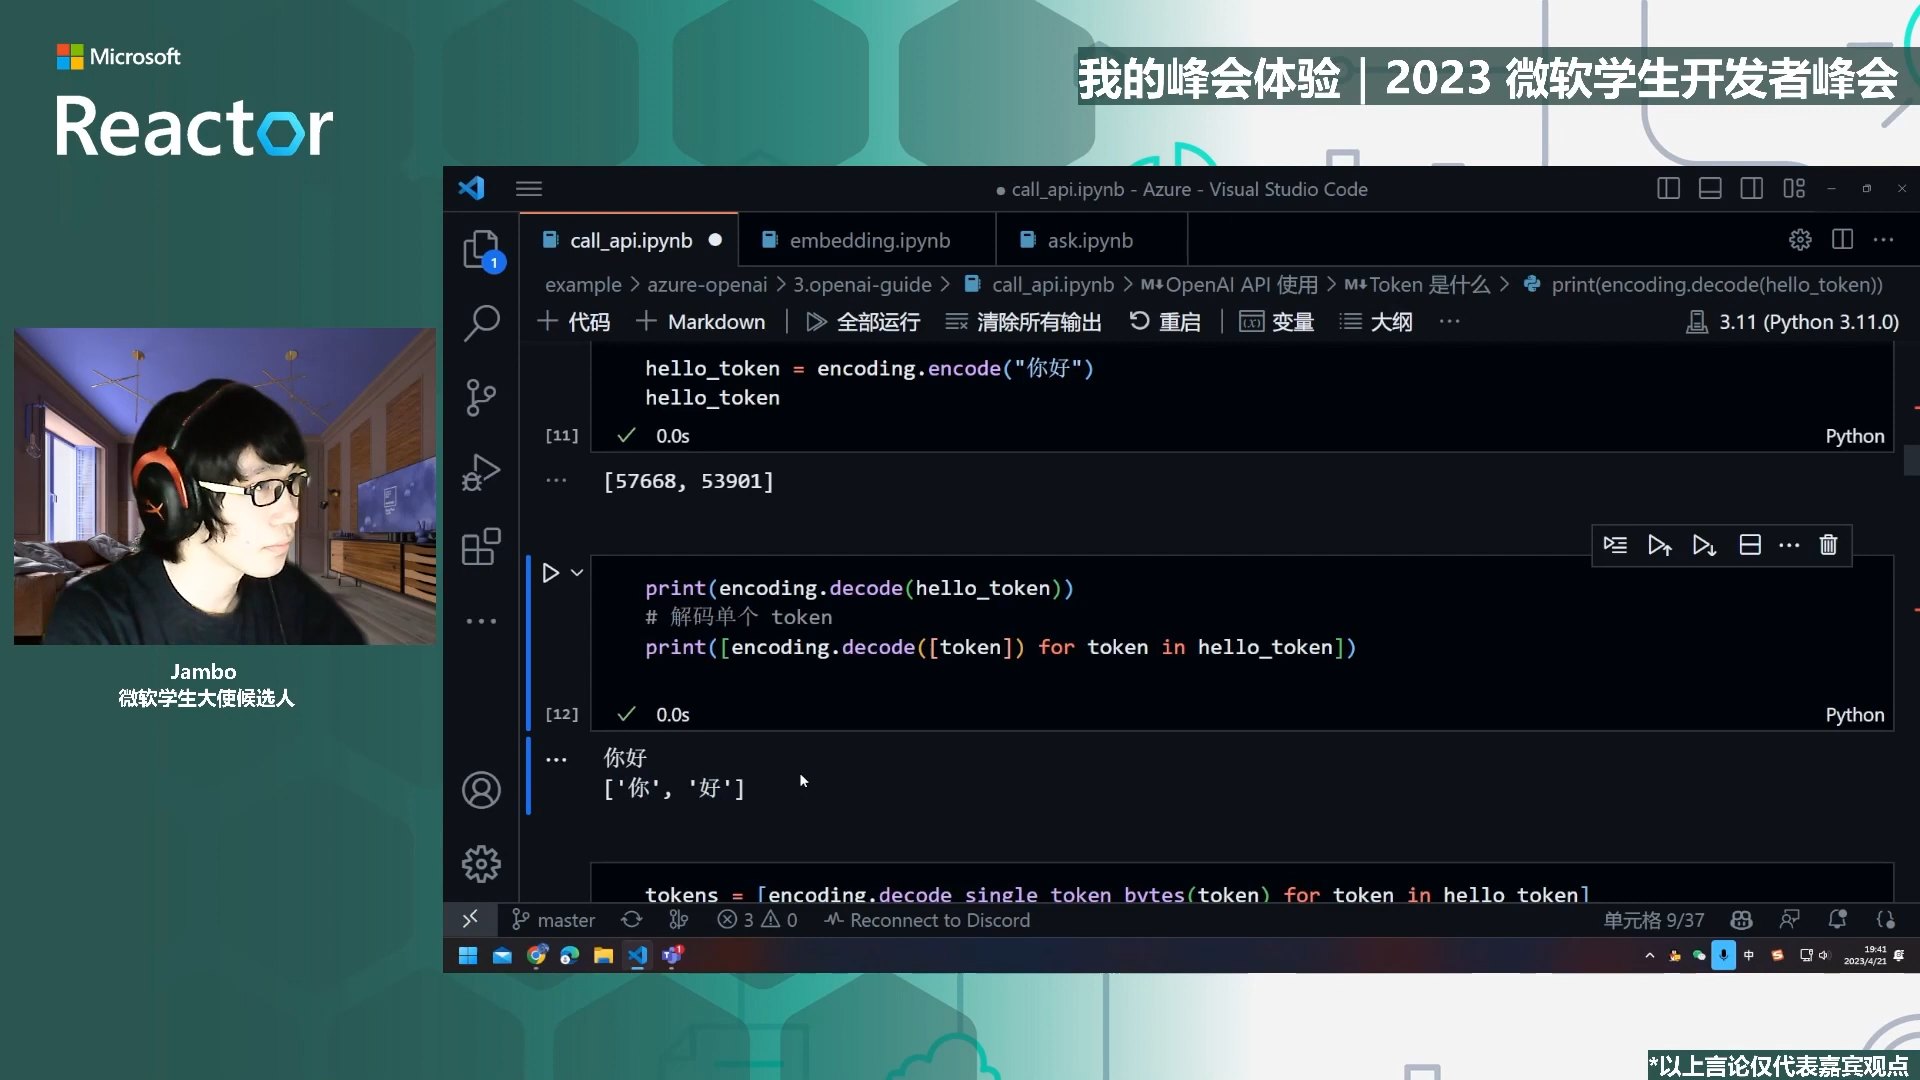 Microsoft
Reactor
我的峰会体验｜2023 微软学生开发者峰会
● call_api.ipynb - Azure - Visual Studio Code
call_api.ipynb ● embedding.ipynb ask.ipynb
1
example > azure-openai > 3.openai-guide > call_api.ipynb > M↓OpenAI API 使用 > M↓Token 是什么 > print(encoding.decode(hello_token))
+ 代码 + Markdown | 全部运行 清除所有输出 重启 | 变量 大纲 ··· 3.11 (Python 3.11.0)
hello_token = encoding.encode("你好")
hello_token
[11] ✓ 0.0s Python
··· [57668, 53901]
print(encoding.decode(hello_token))
# 解码单个 token
print([encoding.decode([token]) for token in hello_token])
[12] ✓ 0.0s Python
··· 你好
['你', '好']
tokens = [encoding.decode_single_token_bytes(token) for token in hello_token]
master 3 0 Reconnect to Discord 单元格 9/37
1 中 19:41
2023/4/21
Jambo
微软学生大使候选人
*以上言论仅代表嘉宾观点